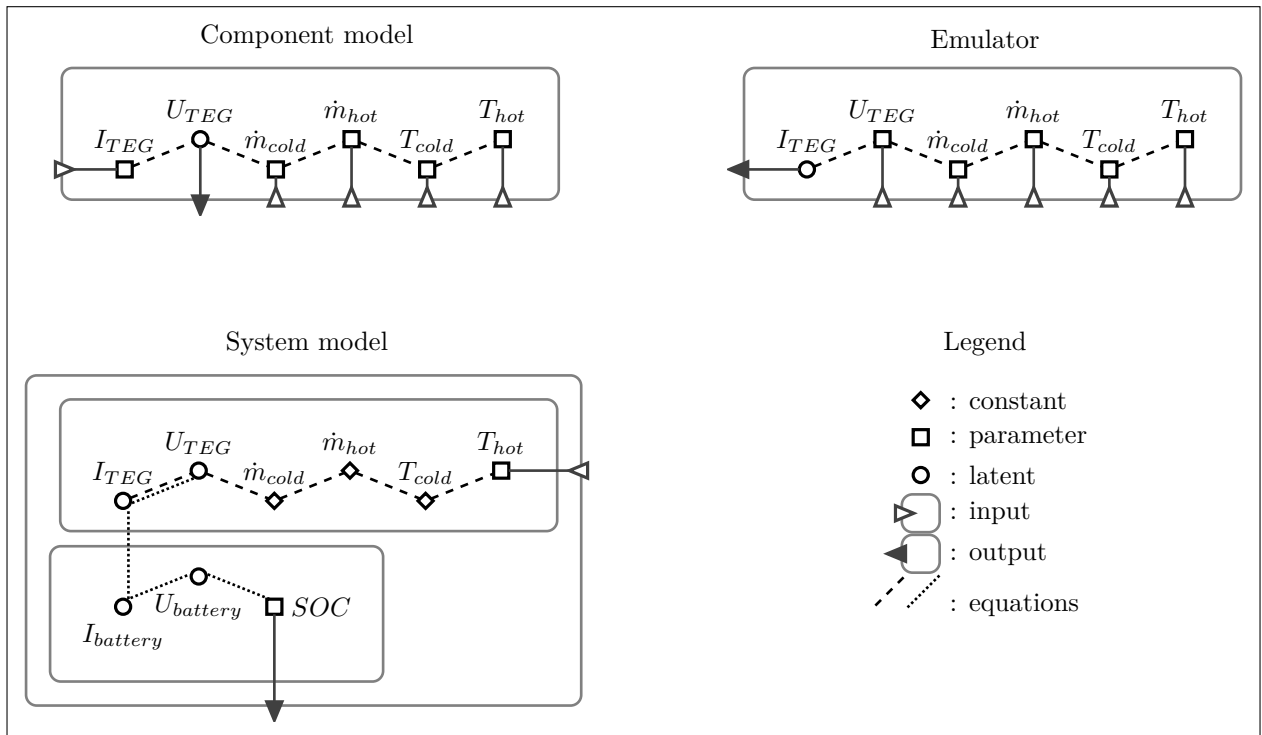 Component model
U_TEG ṁ_hot T_hot
I_TEG ṁ_cold T_cold
Emulator
U_TEG ṁ_hot T_hot
I_TEG ṁ_cold T_cold
System model
U_TEG ṁ_hot T_hot
I_TEG ṁ_cold T_cold
U_battery SOC
I_battery
Legend
: constant
: parameter
: latent
: input
: output
: equations